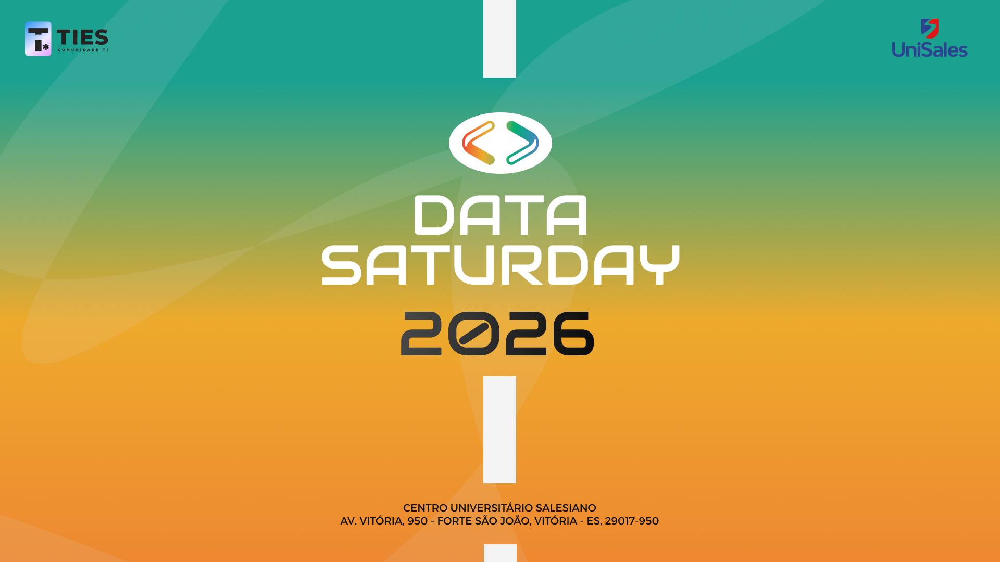 T*
TIES
COMUNIDADE TI
UniSales
DATA
SATURDAY
2026
CENTRO UNIVERSITÁRIO SALESIANO
AV. VITÓRIA, 950 - FORTE SÃO JOÃO, VITÓRIA - ES, 29017-950